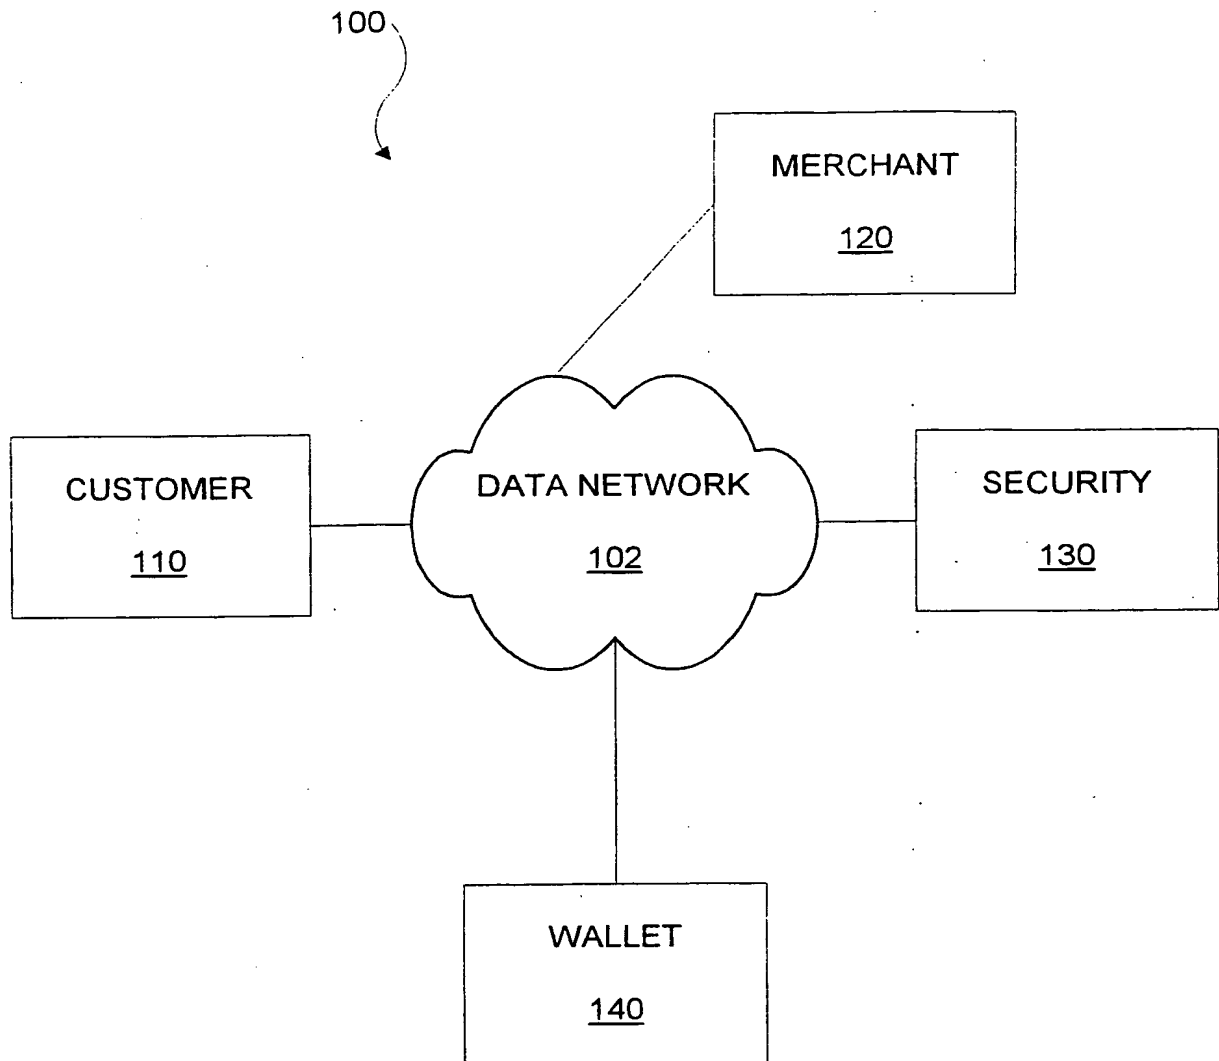 100
MERCHANT
120
CUSTOMER
110
DATA NETWORK
102
SECURITY
130
WALLET
140